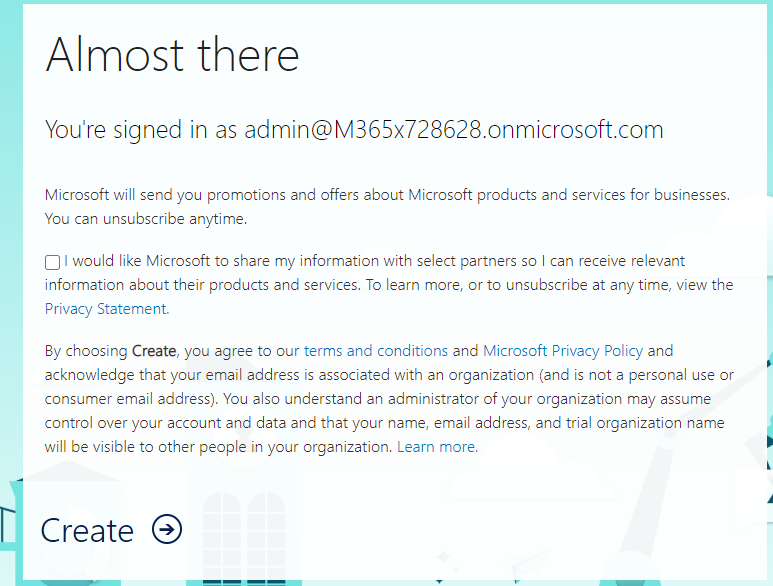 Almost there
You're signed in as admin@M365x728628.onmicrosoft.com
Microsoft will send you promotions and offers about Microsoft products and services for businesses.
You can unsubscribe anytime.
I would like Microsoft to share my information with select partners so I can receive relevant
information about their products and services. To learn more, or to unsubscribe at any time, view the
Privacy Statement.
By choosing Create, you agree to our terms and conditions and Microsoft Privacy Policy and
acknowledge that your email address is associated with an organization (and is not a personal use or
consumer email address). You also understand an administrator of your organization may assume
control over your account and data and that your name, email address, and trial organization name
will be visible to other people in your organization. Learn more.
Create